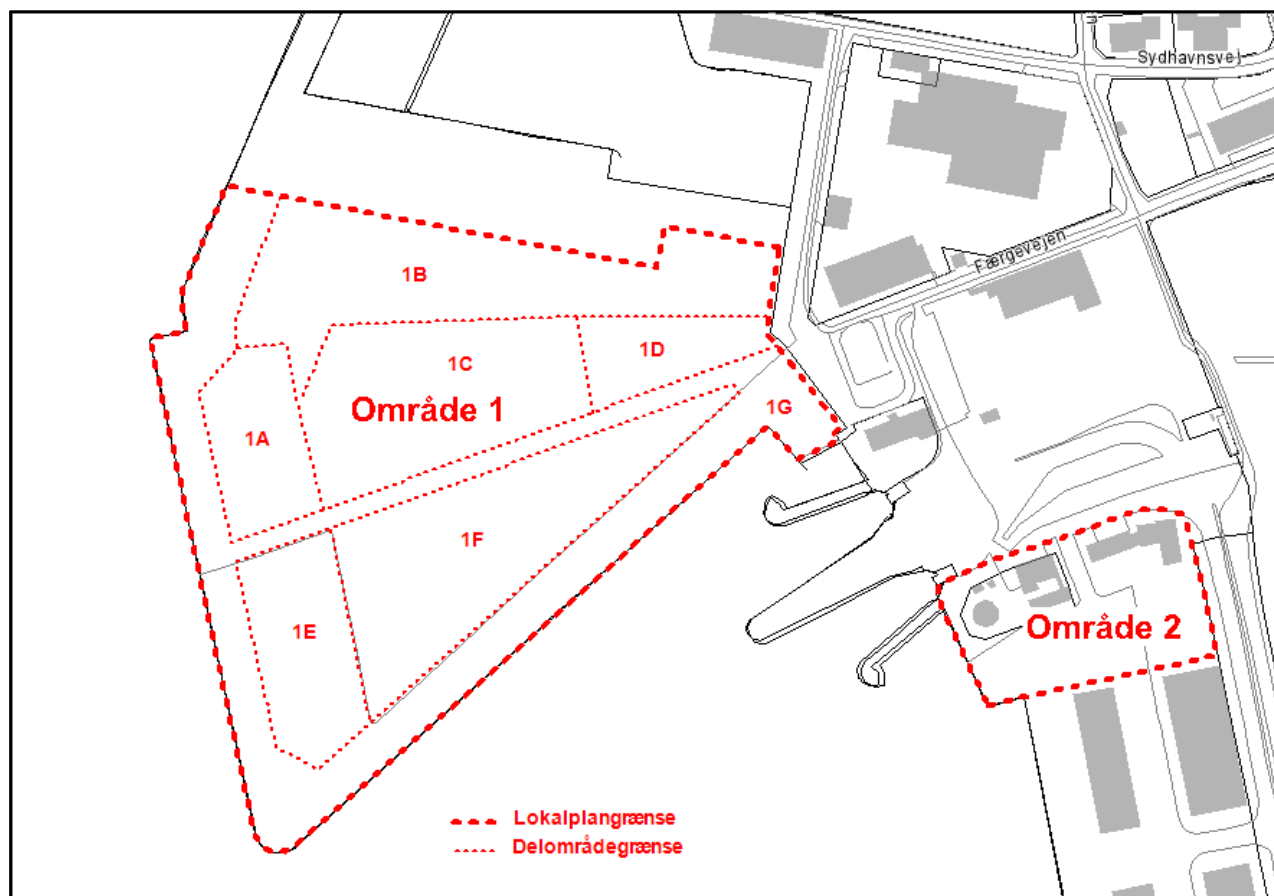 Sydhavnsvej
Færgevejen
1B
1C
1D
Område 1
1G
1A
1F
1E
Område 2
Lokalplangrænse
Delområdegrænse